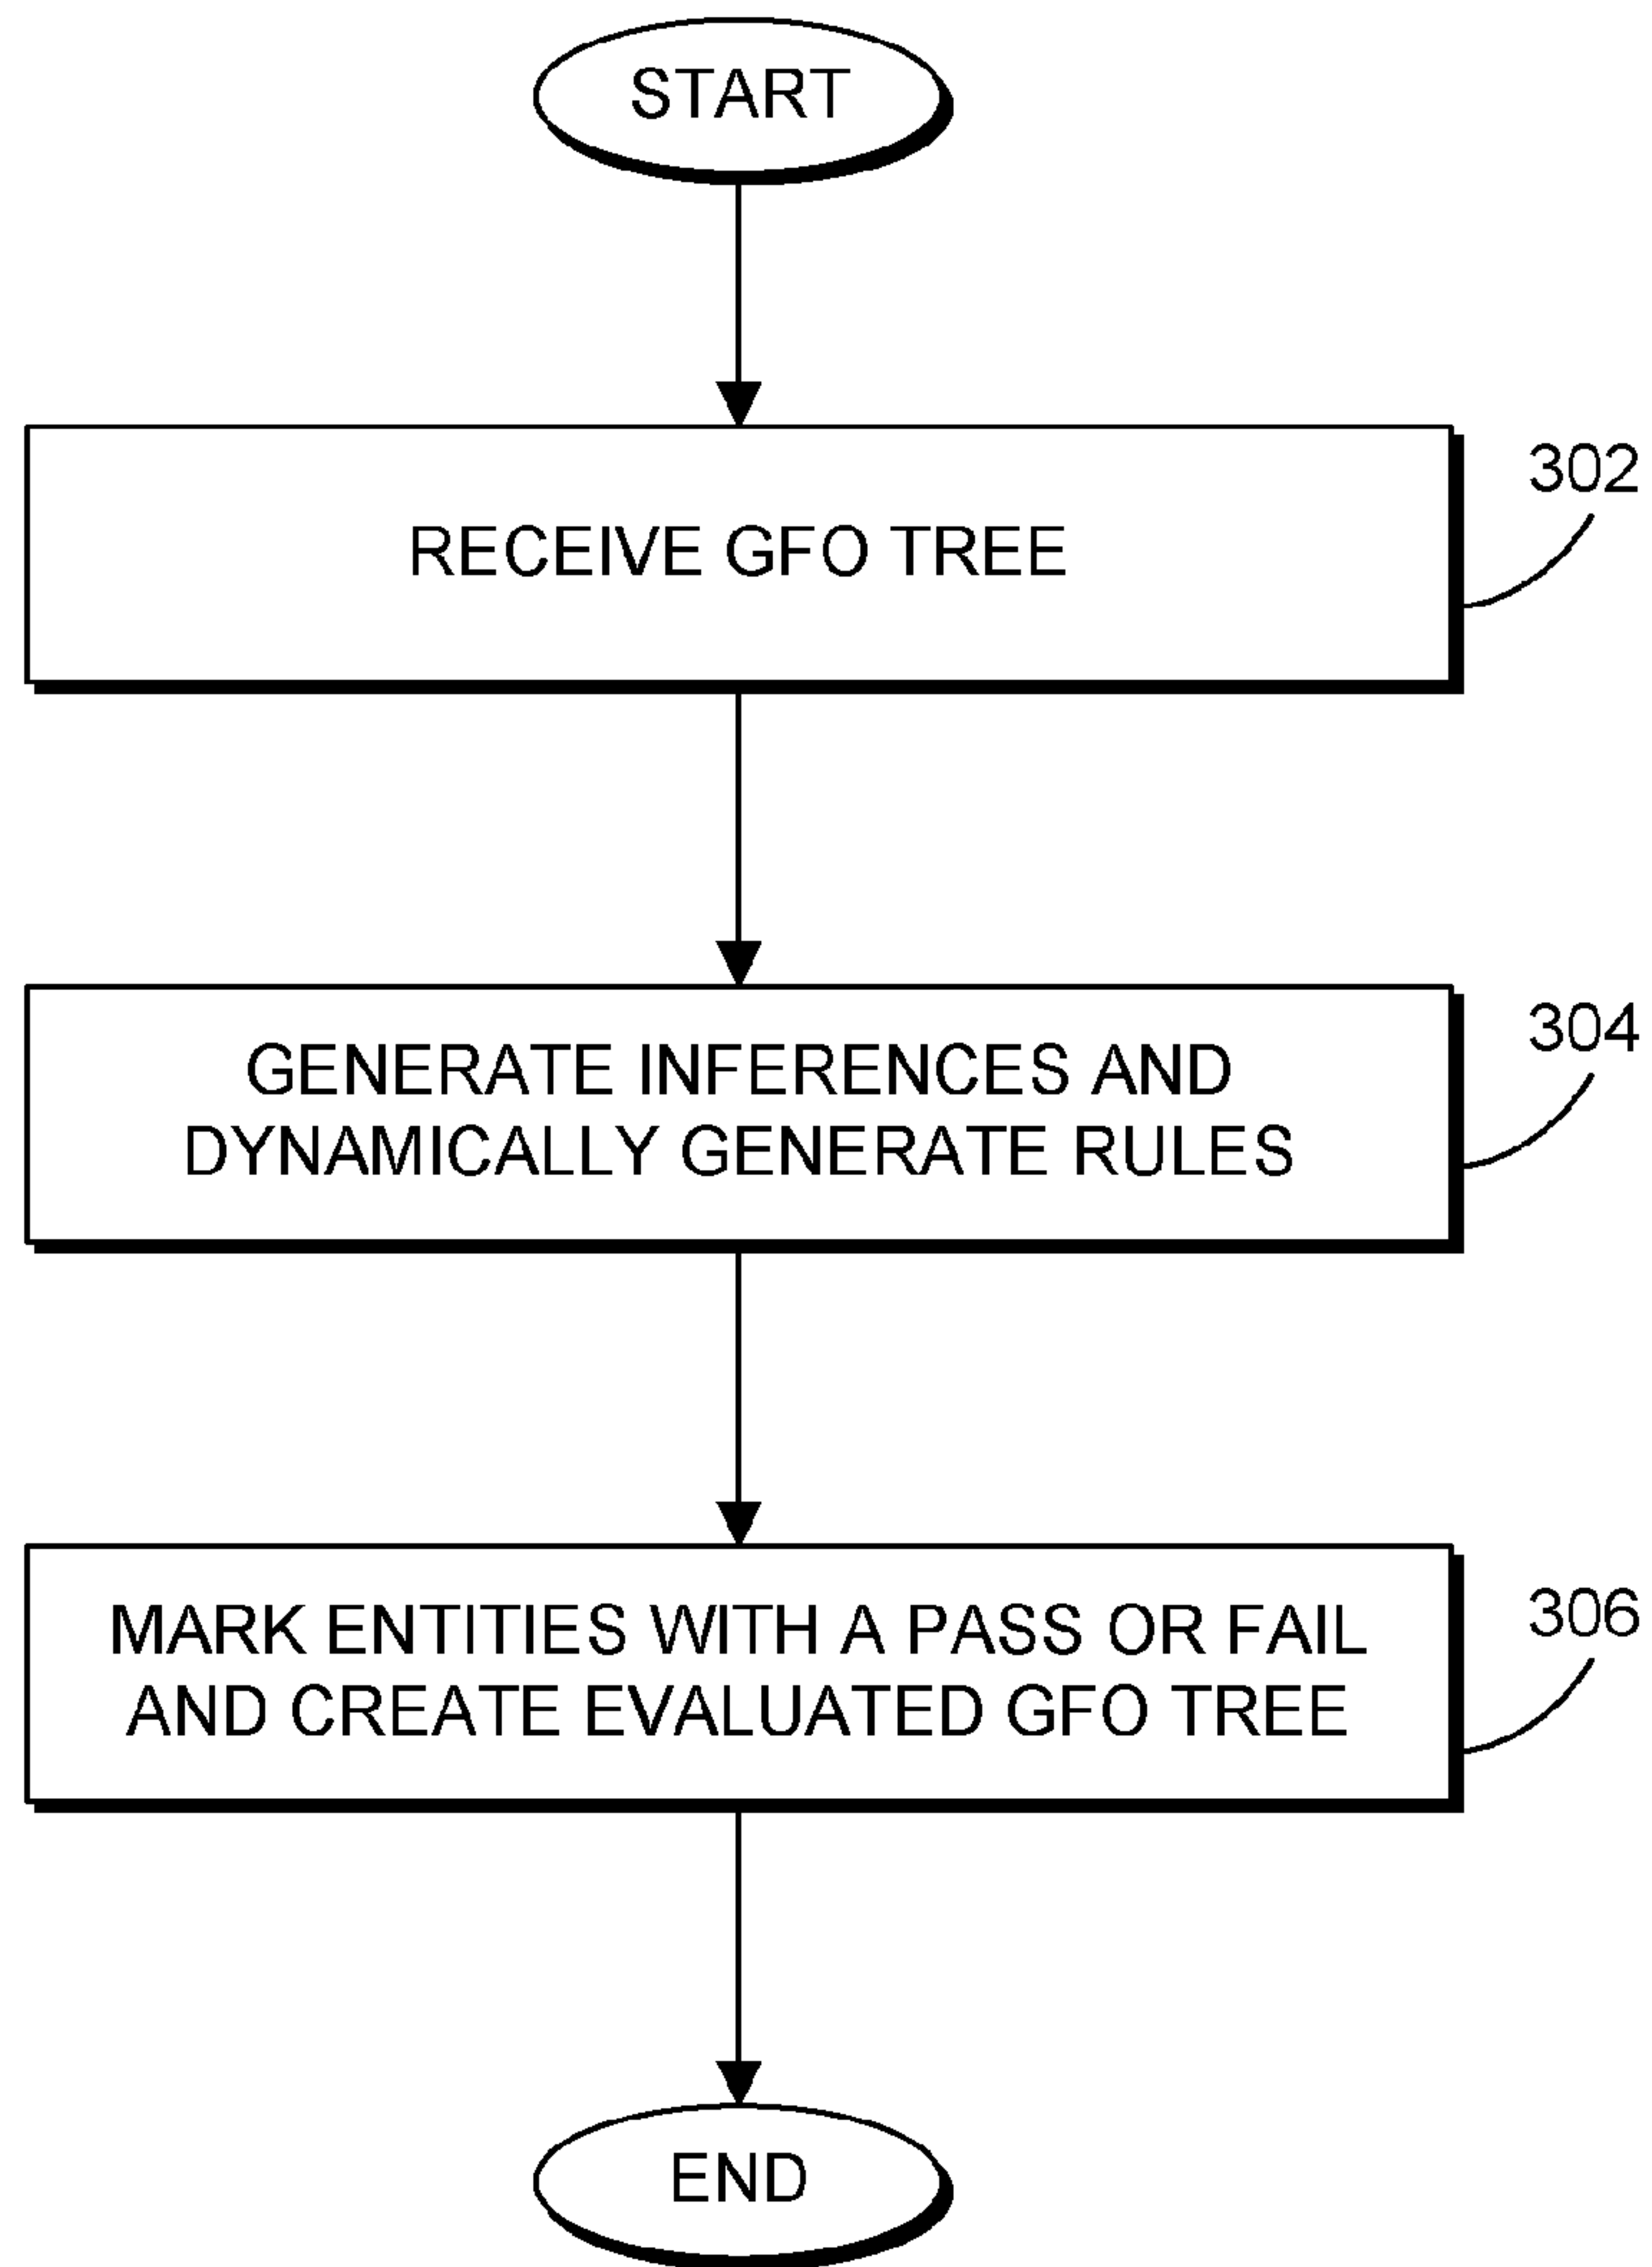 START
302
RECEIVE GFO TREE
304
GENERATE INFERENCES AND
DYNAMICALLY GENERATE RULES
306
MARK ENTITIES WITH A PASS OR FAIL
AND CREATE EVALUATED GFO TREE
END